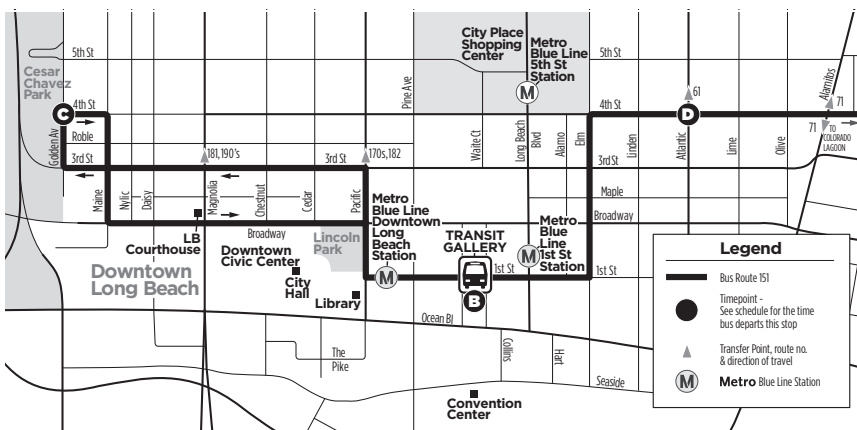 City Place
Shopping
Center
Metro
Blue Line
5th St
Station
5th St
5th St
Cesar
Chavez
Park
M
61
71
Alamitos
Pine Ave
C
4th St
4th St
D
71
TO
COLORADO
LAGOON
Golden Av
Roble
181,190's
170s,182
3rd St
3rd St
3rd St
Waite Ct
Long Beach
Blvd
Alamo
Elm
Linden
Atlantic
Lime
Olive
Maine
Nylic
Daisy
Magnolia
Chestnut
Cedar
Pacific
Maple
Metro
Blue Line
Downtown
Long
Beach
Station
Broadway
LB
Courthouse
Broadway
Lincoln
Park
TRANSIT
GALLERY
Metro
Blue
Line
1st St
Station
M
Downtown
Civic Center
Downtown
Long Beach
City
Hall
Library
M
B
1st St
1st St
Ocean Bl
The
Pike
Collins
Hart
Seaside
Convention
Center
Legend
Bus Route 151
Timepoint -
See schedule for the time
bus departs this stop
Transfer Point, route no.
& direction of travel
M
Metro Blue Line Station